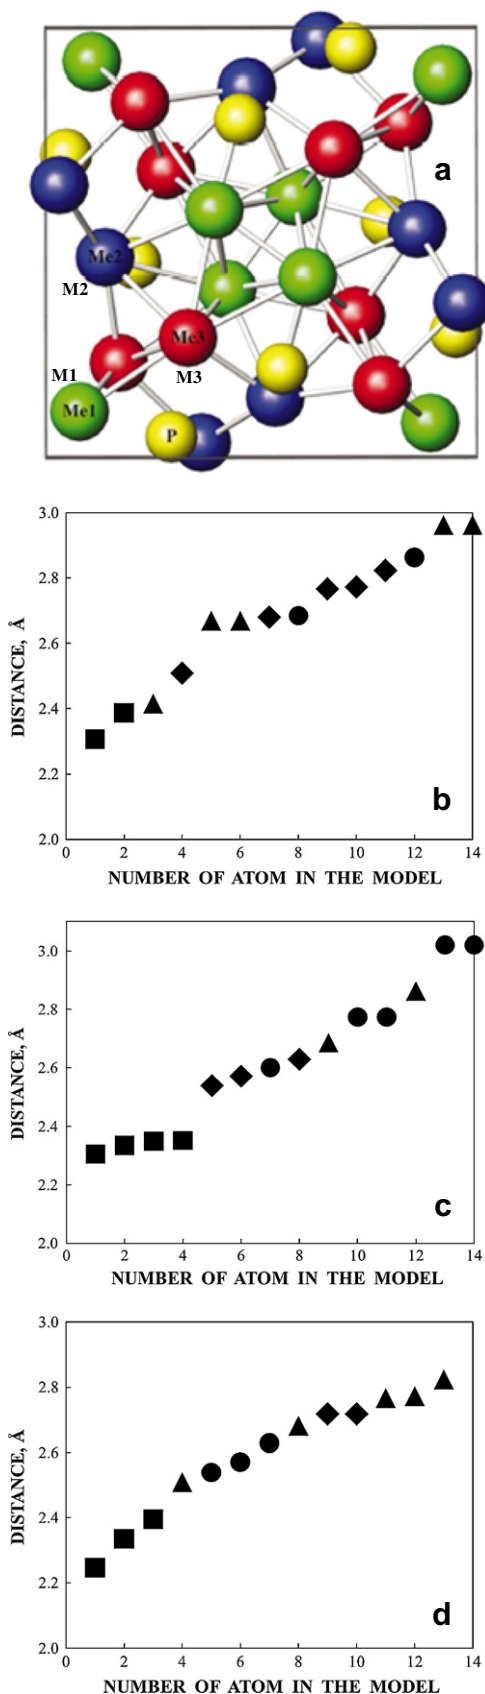 a
Me2
M2
Me3
M1
M3
Me1
P
3.0
2.8
2.6
2.4
2.2
2.0
DISTANCE, Å
b
0 2 4 6 8 10 12 14
NUMBER OF ATOM IN THE MODEL
3.0
2.8
2.6
2.4
2.2
2.0
DISTANCE, Å
c
0 2 4 6 8 10 12 14
NUMBER OF ATOM IN THE MODEL
3.0
2.8
2.6
2.4
2.2
2.0
DISTANCE, Å
d
0 2 4 6 8 10 12 14
NUMBER OF ATOM IN THE MODEL